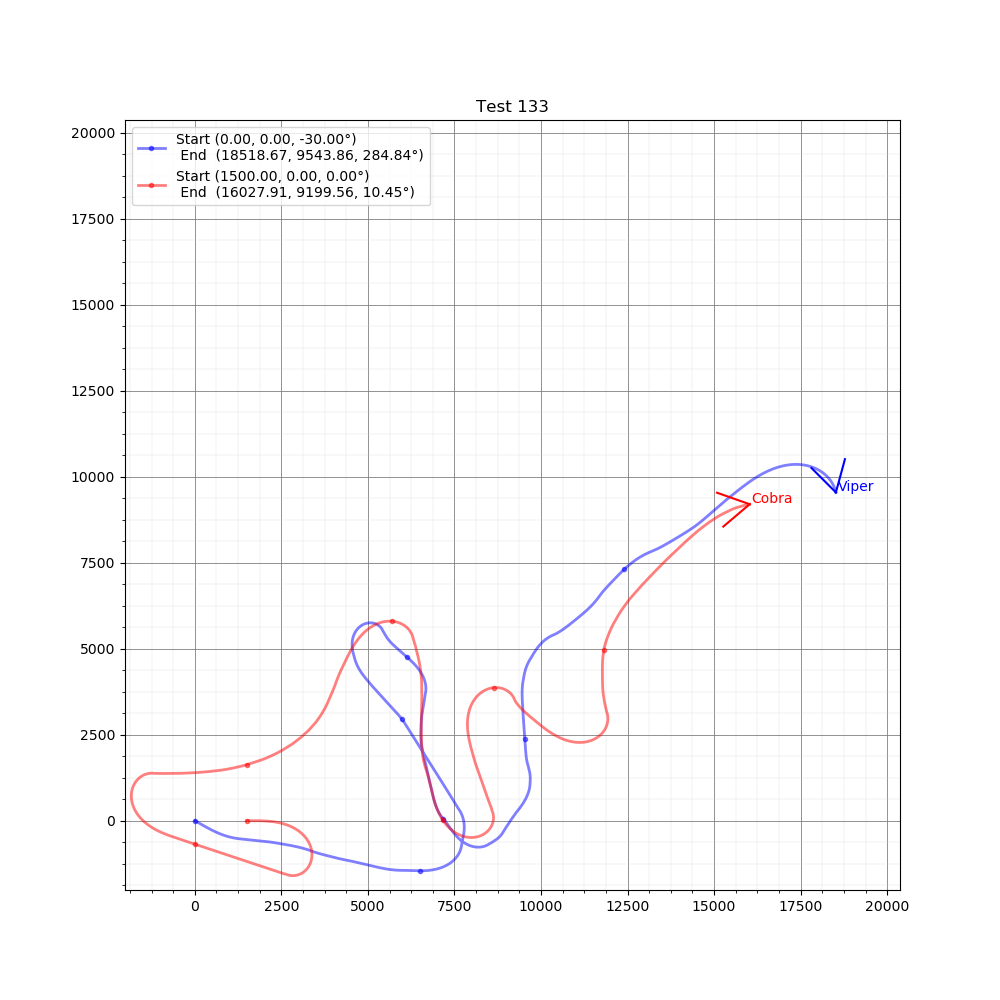 Test 133
Start (0.00, 0.00, -30.00°)
End  (18518.67, 9543.86, 284.84°)
Start (1500.00, 0.00, 0.00°)
End  (16027.91, 9199.56, 10.45°)
20000
17500
15000
12500
10000
7500
5000
2500
0
Viper
Cobra
0 2500 5000 7500 10000 12500 15000 17500 20000